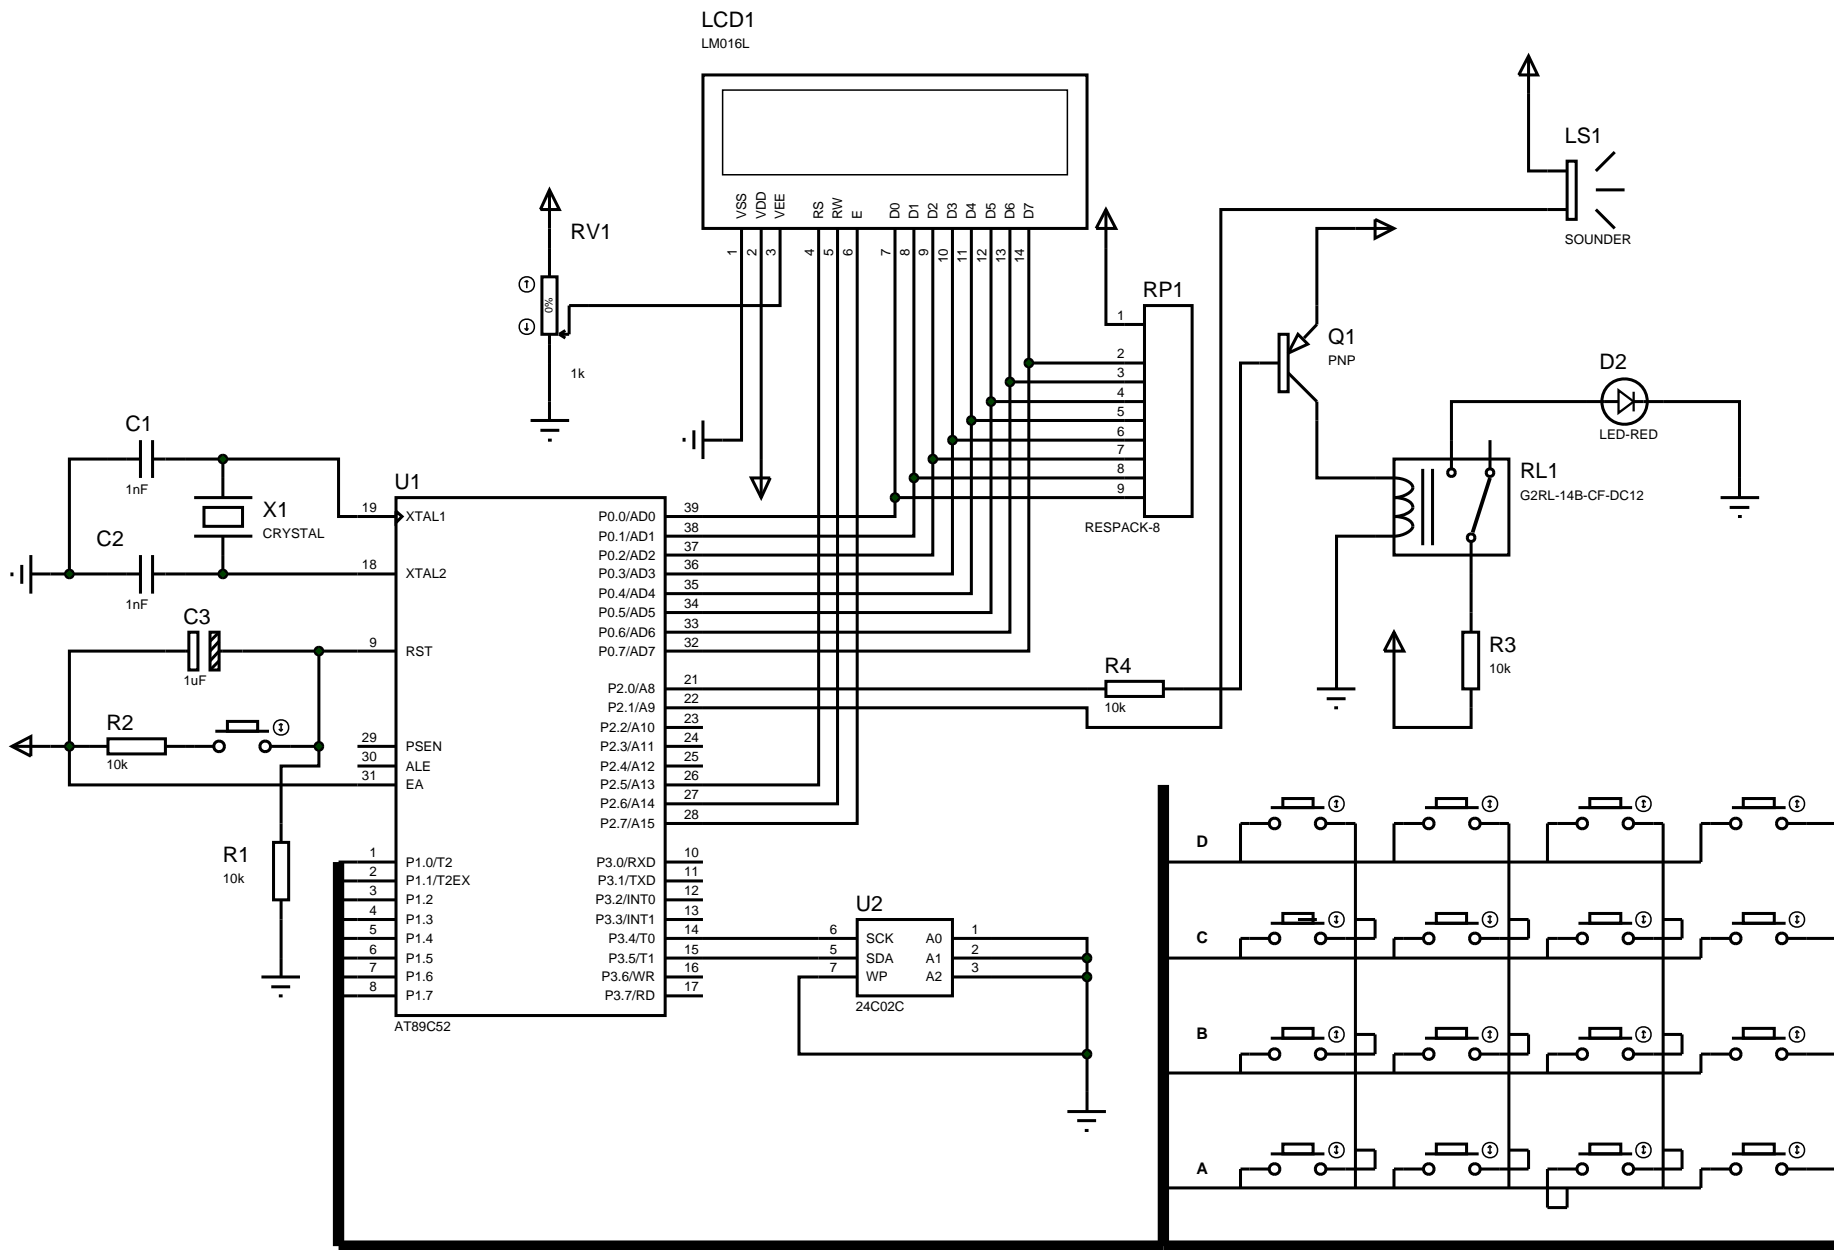 LCD1
LM016L
VSS
VDD
VEE
RS
RW
E
D0
D1
D2
D3
D4
D5
D6
D7
1
2
3
4
5
6
7
8
9
10
11
12
13
14
RV1
0%
1k
LS1
SOUNDER
RP1
1
2
3
4
5
6
7
8
9
RESPACK-8
Q1
PNP
D2
LED-RED
RL1
G2RL-14B-CF-DC12
R3
10k
R4
10k
C1
1nF
X1
CRYSTAL
C2
1nF
C3
1uF
R2
10k
R1
10k
U1
19 XTAL1
18 XTAL2
9 RST
29 PSEN
30 ALE
31 EA
1 P1.0/T2
2 P1.1/T2EX
3 P1.2
4 P1.3
5 P1.4
6 P1.5
7 P1.6
8 P1.7
P0.0/AD0 39
P0.1/AD1 38
P0.2/AD2 37
P0.3/AD3 36
P0.4/AD4 35
P0.5/AD5 34
P0.6/AD6 33
P0.7/AD7 32
P2.0/A8 21
P2.1/A9 22
P2.2/A10 23
P2.3/A11 24
P2.4/A12 25
P2.5/A13 26
P2.6/A14 27
P2.7/A15 28
P3.0/RXD 10
P3.1/TXD 11
P3.2/INT0 12
P3.3/INT1 13
P3.4/T0 14
P3.5/T1 15
P3.6/WR 16
P3.7/RD 17
AT89C52
U2
6 SCK A0 1
5 SDA A1 2
7 WP A2 3
24C02C
D
C
B
A